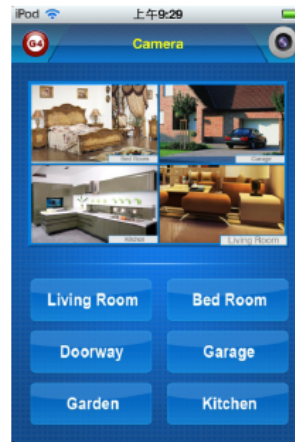 iPod 上午9:29
G4 Camera
Bed Room Garage
Kitchen Living Room
Living Room Bed Room
Doorway Garage
Garden Kitchen